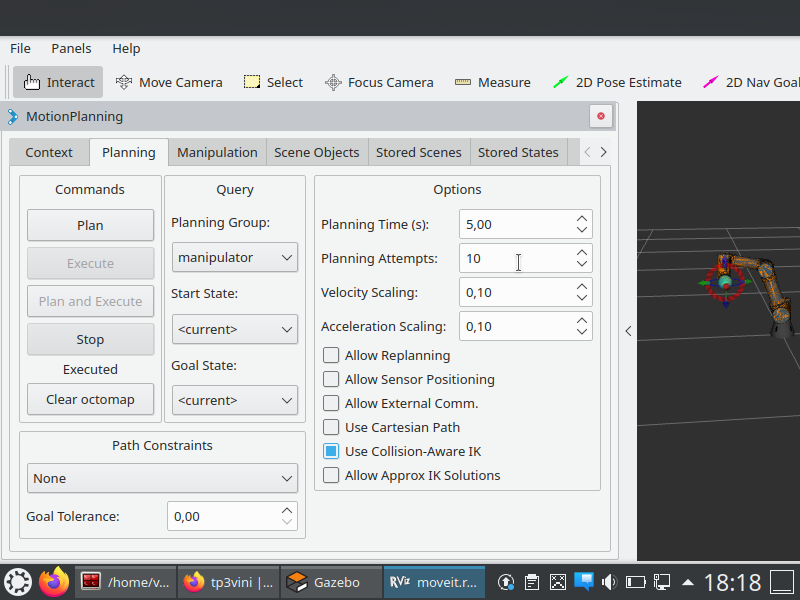 File Panels Help
Interact Move Camera Select Focus Camera Measure 2D Pose Estimate 2D Nav Goal
MotionPlanning
Context Planning Manipulation Scene Objects Stored Scenes Stored States
Commands
Plan
Execute
Plan and Execute
Stop
Executed
Clear octomap
Query
Planning Group:
manipulator
Start State:
<current>
Goal State:
<current>
Options
Planning Time (s): 5,00
Planning Attempts: 10
Velocity Scaling: 0,10
Acceleration Scaling: 0,10
Allow Replanning
Allow Sensor Positioning
Allow External Comm.
Use Cartesian Path
Use Collision-Aware IK
Allow Approx IK Solutions
Path Constraints
None
Goal Tolerance: 0,00
/home/v... tp3vini |... Gazebo RViz moveit.r... 18:18